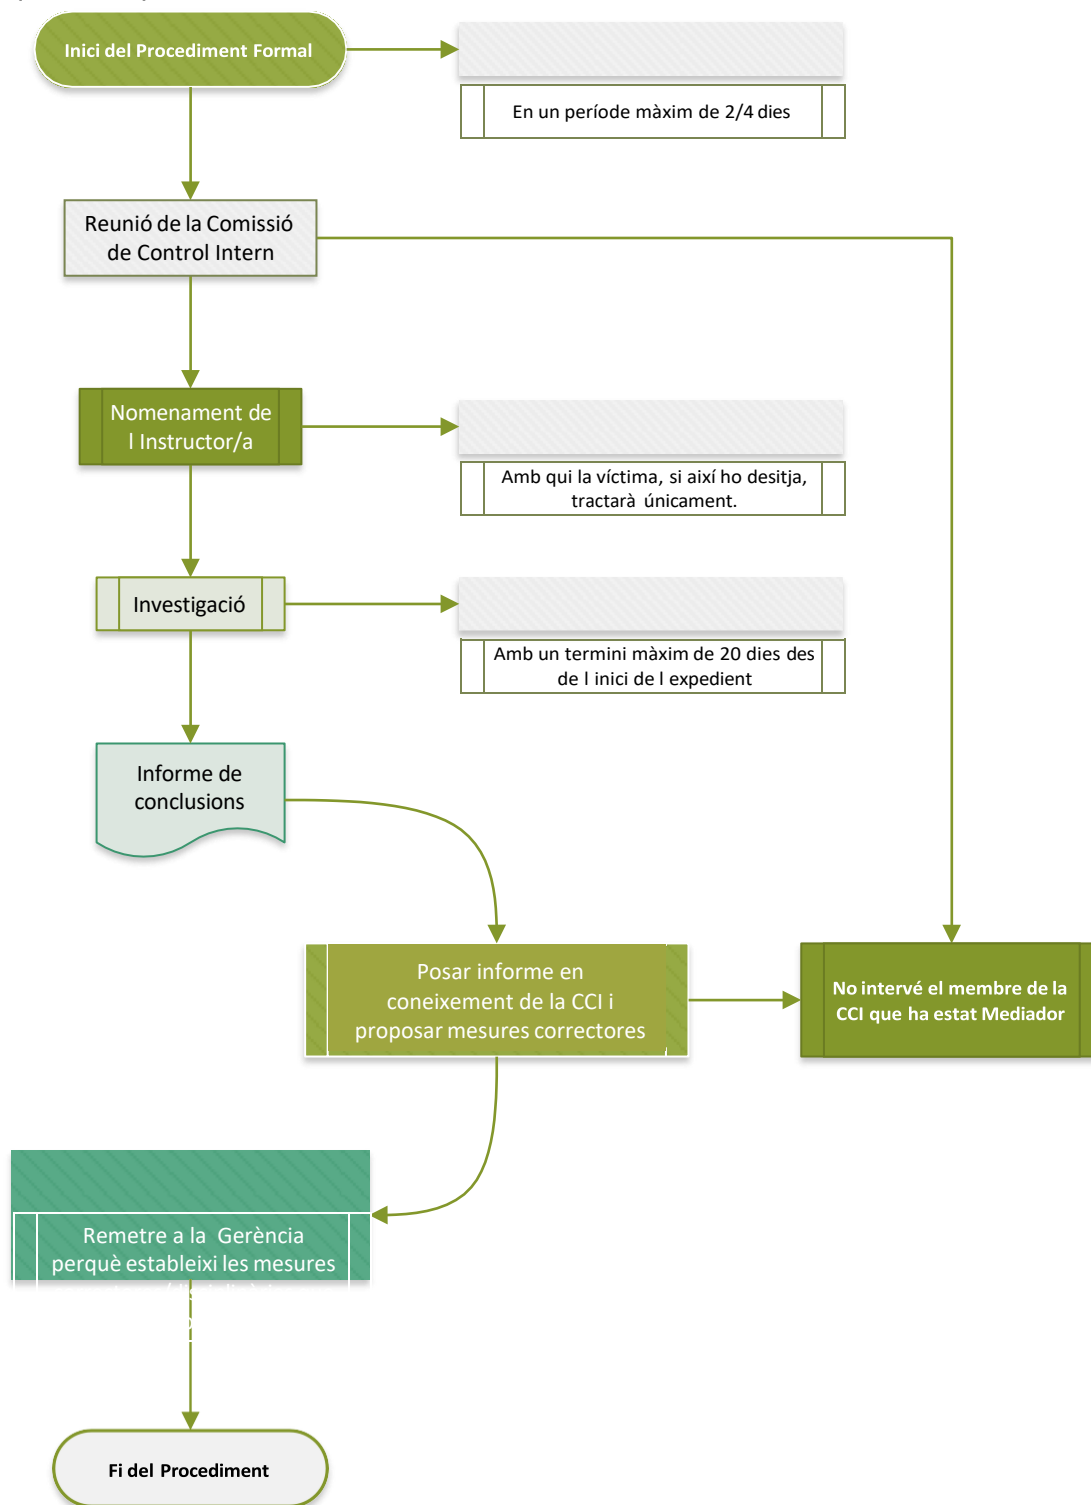 Inici del Procediment Formal
En un període màxim de 2/4 dies
Reunió de la Comissió
de Control Intern
Nomenament de
l Instructor/a
Amb qui la víctima, si així ho desitja,
tractarà únicament.
Investigació
Amb un termini màxim de 20 dies des
de l inici de l expedient
Informe de
conclusions
Posar informe en
coneixement de la CCI i
proposar mesures correctores
No intervé el membre de la
CCI que ha estat Mediador
Remetre a la Gerència
perquè estableixi les mesures
Fi del Procediment